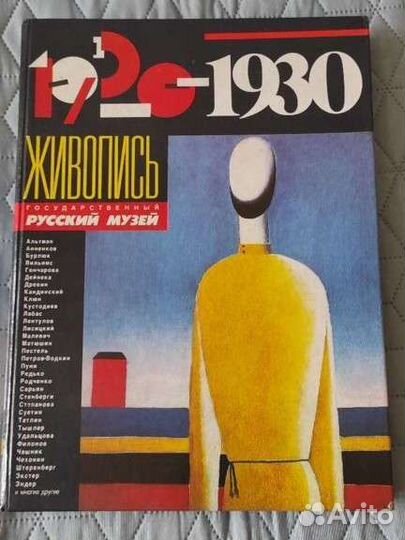 1920-1930
ЖИВОПИСЬ
ГОСУДАРСТВЕННЫЙ
РУССКИЙ МУЗЕЙ
Альтман
Анненков
Бурлюк
Вильямс
Гончарова
Дейнека
Древин
Кандинский
Клюн
Кустодиев
Лабас
Лентулов
Лисицкий
Малевич
Матюшин
Пестель
Петров-Водкин
Пуни
Редько
Родченко
Сарьян
Стенберги
Степанова
Суетин
Татлин
Тышлер
Удальцова
Филонов
Чашник
Чехонин
Штеренберг
Экстер
Эндер
и многие другие
Avito